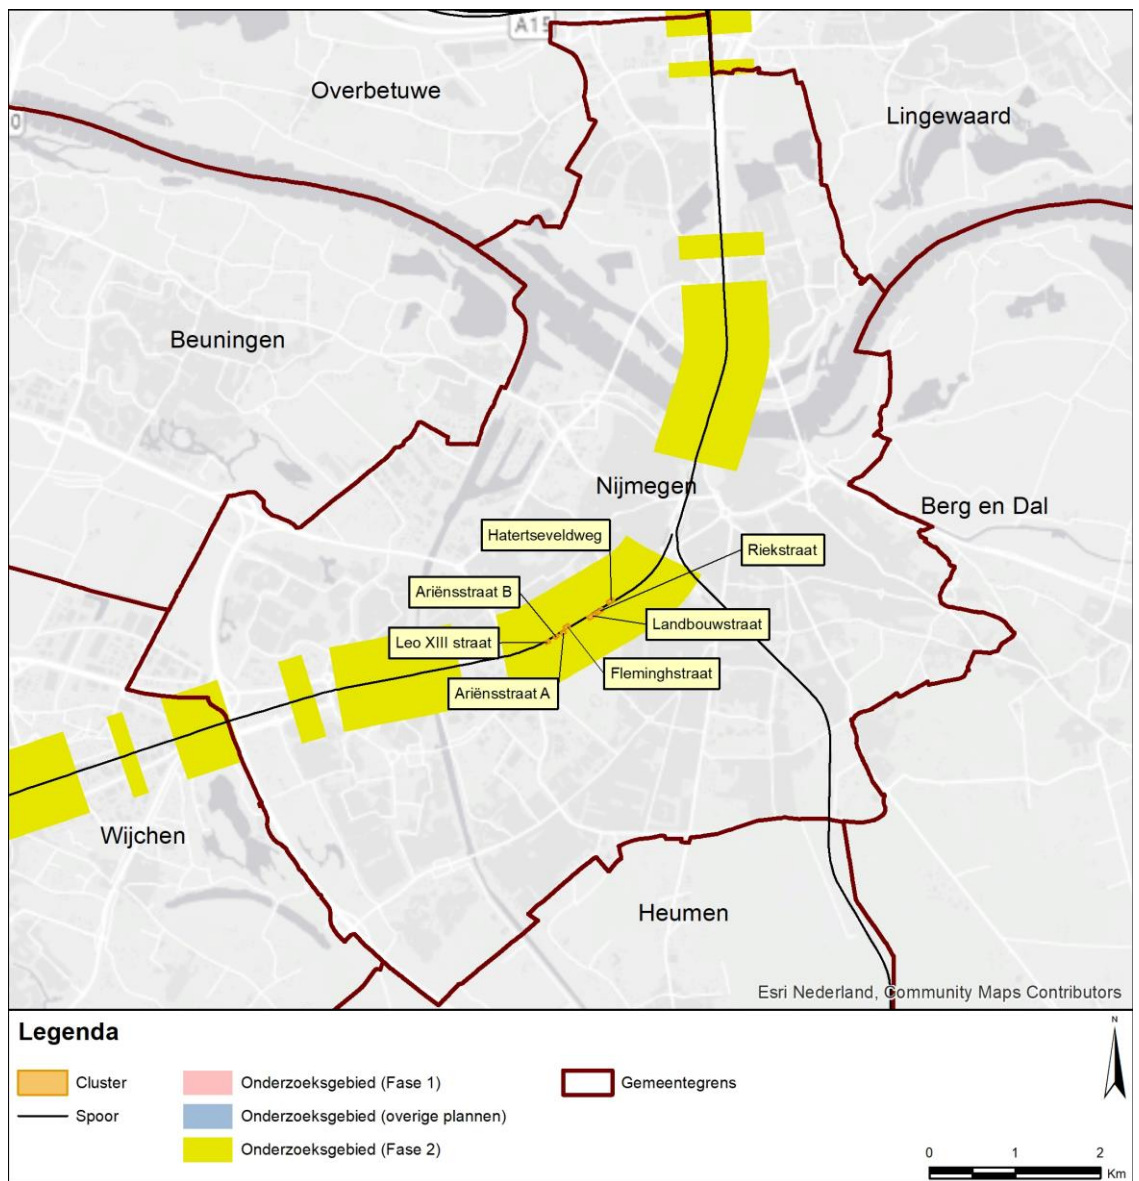 A15
Overbetuwe
Lingewaard
0
Beuningen
Nijmegen
Berg en Dal
Hatertseveldweg
Riekstraat
Ariënsstraat B
Landbouwstraat
Leo XIII straat
Fleminghstraat
Ariënsstraat A
Wijchen
Heumen
Esri Nederland, Community Maps Contributors
Legenda
N
Cluster
Onderzoeksgebied (Fase 1)
Gemeentegrens
Spoor
Onderzoeksgebied (overige plannen)
Onderzoeksgebied (Fase 2)
0 1 2
Km